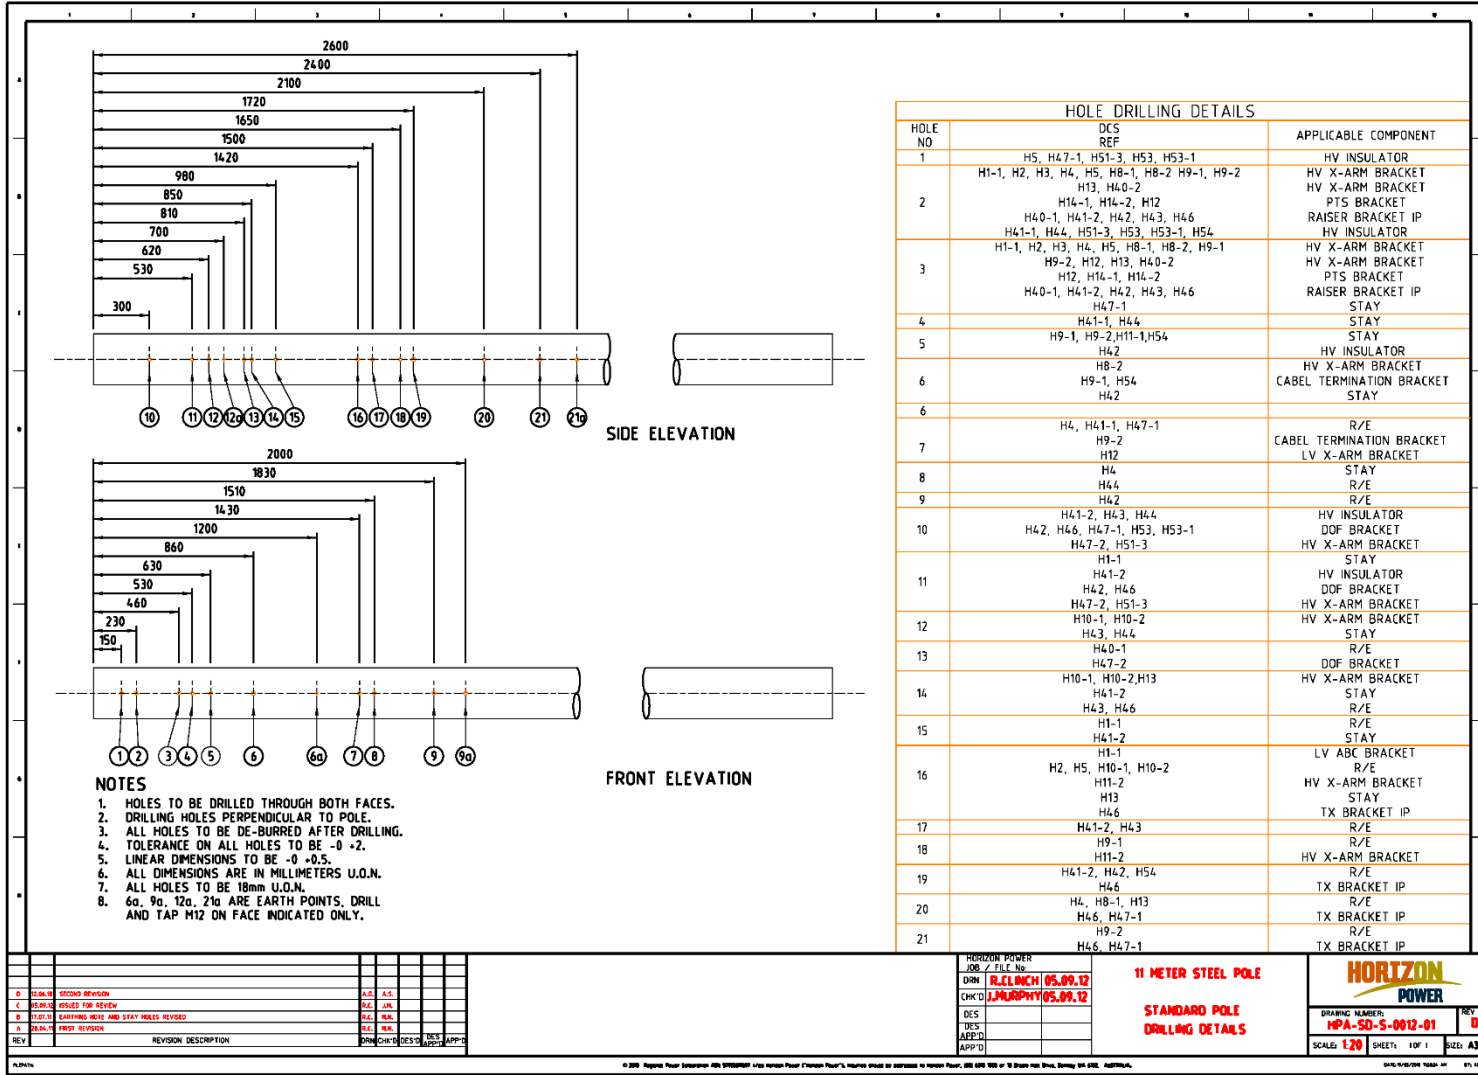 2600
2400
2100
1720
1650
1500
1420
980
850
810
700
620
530
300
10 11 12 12a 13 14 15 16 17 18 19 20 21 21a
SIDE ELEVATION
2000
1830
1510
1430
1200
860
630
530
460
230
150
1 2 3 4 5 6 6a 7 8 9 9a
FRONT ELEVATION
NOTES
1. HOLES TO BE DRILLED THROUGH BOTH FACES.
2. DRILLING HOLES PERPENDICULAR TO POLE.
3. ALL HOLES TO BE DE-BURRED AFTER DRILLING.
4. TOLERANCE ON ALL HOLES TO BE -0 +2.
5. LINEAR DIMENSIONS TO BE -0 +0.5.
6. ALL DIMENSIONS ARE IN MILLIMETERS U.O.N.
7. ALL HOLES TO BE 18mm U.O.N.
8. 6a, 9a, 12a, 21a ARE EARTH POINTS, DRILL
AND TAP M12 ON FACE INDICATED ONLY.
HOLE DRILLING DETAILS
HOLE NO DCS REF APPLICABLE COMPONENT
1 H5, H47-1, H51-3, H53, H53-1 HV INSULATOR
2 H1-1, H2, H3, H4, H5, H8-1, H8-2 H9-1, H9-2 HV X-ARM BRACKET
H13, H40-2 HV X-ARM BRACKET
H14-1, H14-2, H12 PTS BRACKET
H40-1, H41-2, H42, H43, H46 RAISER BRACKET IP
H41-1, H44, H51-3, H53, H53-1, H54 HV INSULATOR
3 H1-1, H2, H3, H4, H5, H8-1, H8-2, H9-1 HV X-ARM BRACKET
H9-2, H12, H13, H40-2 HV X-ARM BRACKET
H12, H14-1, H14-2 PTS BRACKET
H40-1, H41-2, H42, H43, H46 RAISER BRACKET IP
H47-1 STAY
4 H41-1, H44 STAY
5 H9-1, H9-2,H11-1,H54 STAY
H42 HV INSULATOR
6 H8-2 HV X-ARM BRACKET
H9-1, H54 CABEL TERMINATION BRACKET
H42 STAY
6
7 H4, H41-1, H47-1 R/E
H9-2 CABEL TERMINATION BRACKET
H12 LV X-ARM BRACKET
8 H4 STAY
H44 R/E
9 H42 R/E
10 H41-2, H43, H44 HV INSULATOR
H42, H46, H47-1, H53, H53-1 DOF BRACKET
H47-2, H51-3 HV X-ARM BRACKET
11 H1-1 STAY
H41-2 HV INSULATOR
H42, H46 DOF BRACKET
H47-2, H51-3 HV X-ARM BRACKET
12 H10-1, H10-2 HV X-ARM BRACKET
H43, H44 STAY
13 H40-1 R/E
H47-2 DOF BRACKET
14 H10-1, H10-2,H13 HV X-ARM BRACKET
H41-2 STAY
H43, H46 R/E
15 H1-1 R/E
H41-2 STAY
16 H1-1 LV ABC BRACKET
H2, H5, H10-1, H10-2 R/E
H11-2 HV X-ARM BRACKET
H13 STAY
H46 TX BRACKET IP
17 H41-2, H43 R/E
18 H9-1 R/E
H11-2 HV X-ARM BRACKET
19 H41-2, H42, H54 R/E
H46 TX BRACKET IP
20 H4, H8-1, H13 R/E
H46, H47-1 TX BRACKET IP
21 H9-2 R/E
H46, H47-1 TX BRACKET IP
D SECOND REVISION A.S.
C 05.09.12 ISSUED FOR REVIEW R.C. J.M.
B EARTHING NOTE AND STAY HOLES REVISED R.C.
A FIRST REVISION R.C.
REV REVISION DESCRIPTION DRN CHK'D DES'D DES APP'D APP'D
HORIZON POWER
JOB / FILE No:
DRN R.CLINCH 05.09.12
CHK'D J.MURPHY 05.09.12
DES
DES APP'D
APP'D
11 METER STEEL POLE
STANDARD POLE
DRILLING DETAILS
HORIZON
POWER
DRAWING NUMBER: REV
HPA-SD-S-0012-01 D
SCALE: 1:20 SHEET: 1 OF 1 SIZE: A3